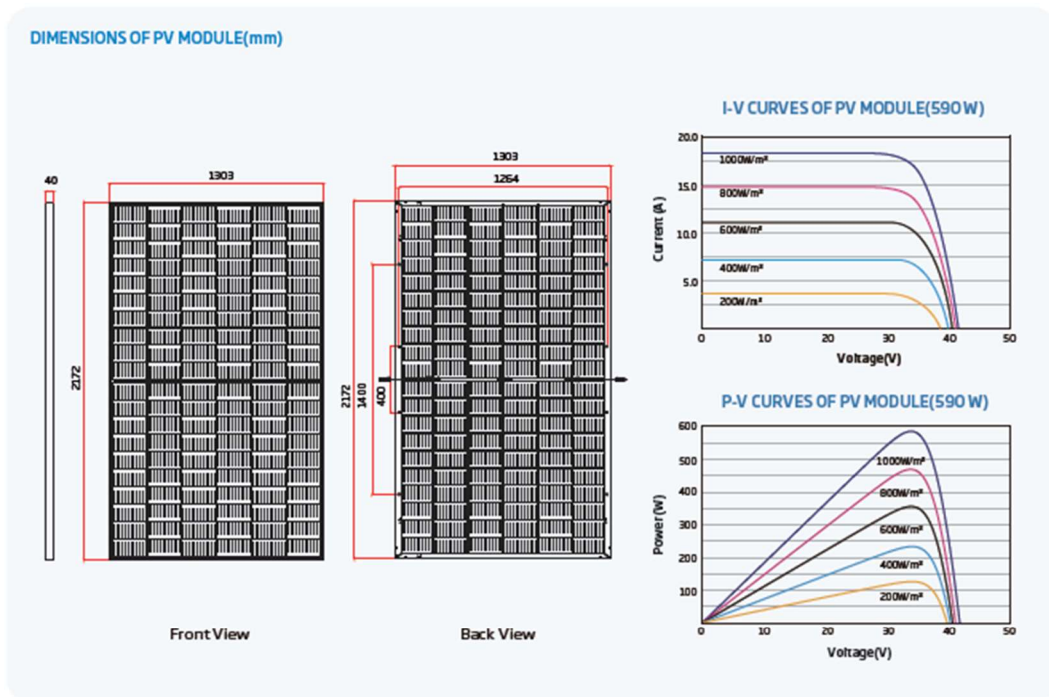 DIMENSIONS OF PV MODULE(mm)
40
1303
2172
Front View
1303
1264
2172
1400
400
Back View
I-V CURVES OF PV MODULE(590 W)
Current (A)
20.0
15.0
10.0
5.0
1000W/m²
800W/m²
600W/m²
400W/m²
200W/m²
0
10
20
30
40
50
Voltage(V)
P-V CURVES OF PV MODULE(590 W)
Power(W)
600
500
400
300
200
100
1000W/m²
800W/m²
600W/m²
400W/m²
200W/m²
0
10
20
30
40
50
Voltage(V)